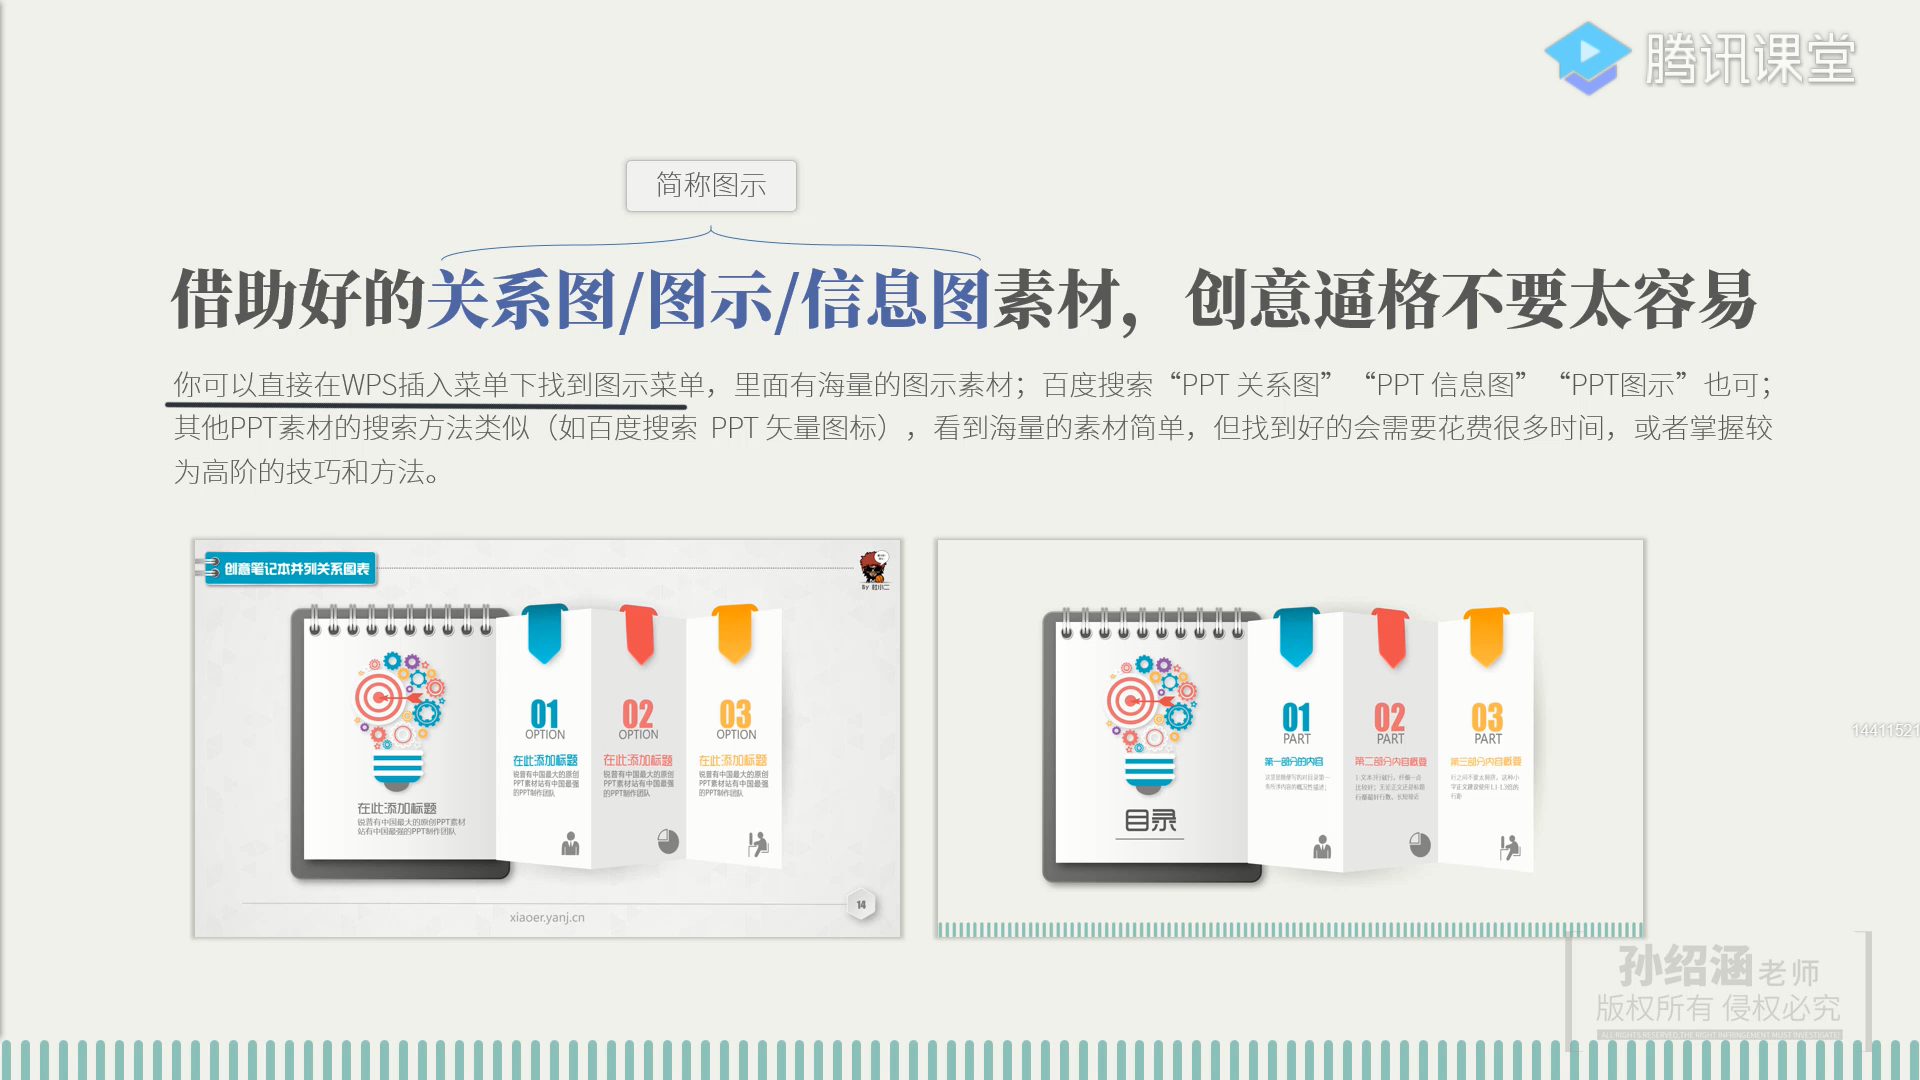 腾讯课堂
简称图示
借助好的关系图/图示/信息图素材，创意逼格不要太容易
你可以直接在WPS插入菜单下找到图示菜单，里面有海量的图示素材；百度搜索“PPT 关系图”“PPT 信息图”“PPT图示”也可；
其他PPT素材的搜索方法类似（如百度搜索 PPT 矢量图标），看到海量的素材简单，但找到好的会需要花费很多时间，或者掌握较
为高阶的技巧和方法。
创意笔记本并列关系图表
01
OPTION
在此添加标题
锐普有中国最大的原创
PPT素材站有中国最强
的PPT制作团队
02
OPTION
在此添加标题
锐普有中国最大的原创
PPT素材站有中国最强
的PPT制作团队
03
OPTION
在此添加标题
锐普有中国最大的原创
PPT素材站有中国最强
的PPT制作团队
在此添加标题
锐普有中国最大的原创PPT素材
站有中国最强的PPT制作团队
xiaoer.yanj.cn
14
目录
01
PART
第一部分的内容
02
PART
第二部分内容概要
03
PART
第三部分内容概要
14411521
孙绍涵老师
版权所有 侵权必究